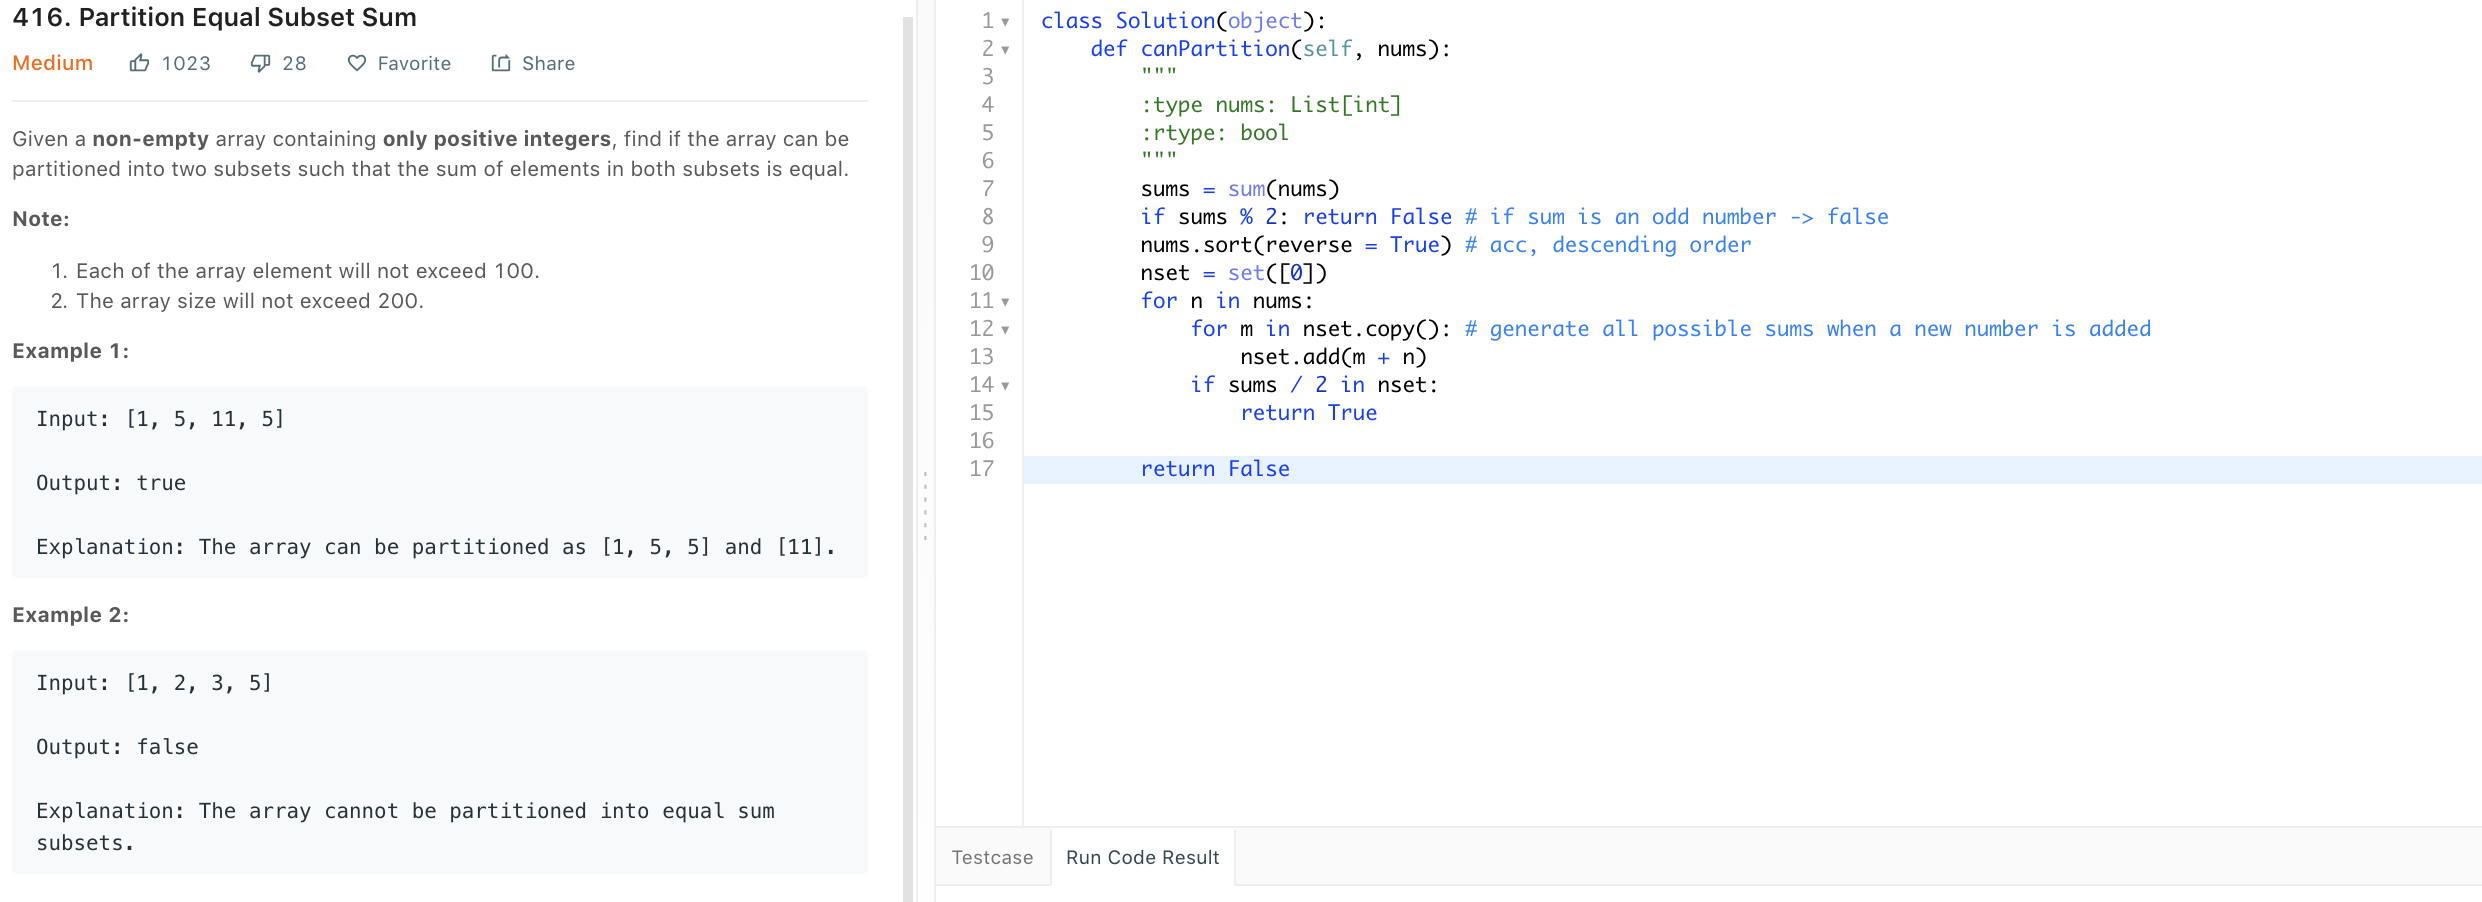 416. Partition Equal Subset Sum
Medium 1023 28 Favorite Share
Given a non-empty array containing only positive integers, find if the array can be
partitioned into two subsets such that the sum of elements in both subsets is equal.
Note:
1. Each of the array element will not exceed 100.
2. The array size will not exceed 200.
Example 1:
Input: [1, 5, 11, 5]
Output: true
Explanation: The array can be partitioned as [1, 5, 5] and [11].
Example 2:
Input: [1, 2, 3, 5]
Output: false
Explanation: The array cannot be partitioned into equal sum
subsets.
1 class Solution(object):
2     def canPartition(self, nums):
3         """
4         :type nums: List[int]
5         :rtype: bool
6         """
7         sums = sum(nums)
8         if sums % 2: return False # if sum is an odd number -> false
9         nums.sort(reverse = True) # acc, descending order
10         nset = set([0])
11         for n in nums:
12             for m in nset.copy(): # generate all possible sums when a new number is added
13                 nset.add(m + n)
14             if sums / 2 in nset:
15                 return True
16
17         return False
Testcase Run Code Result